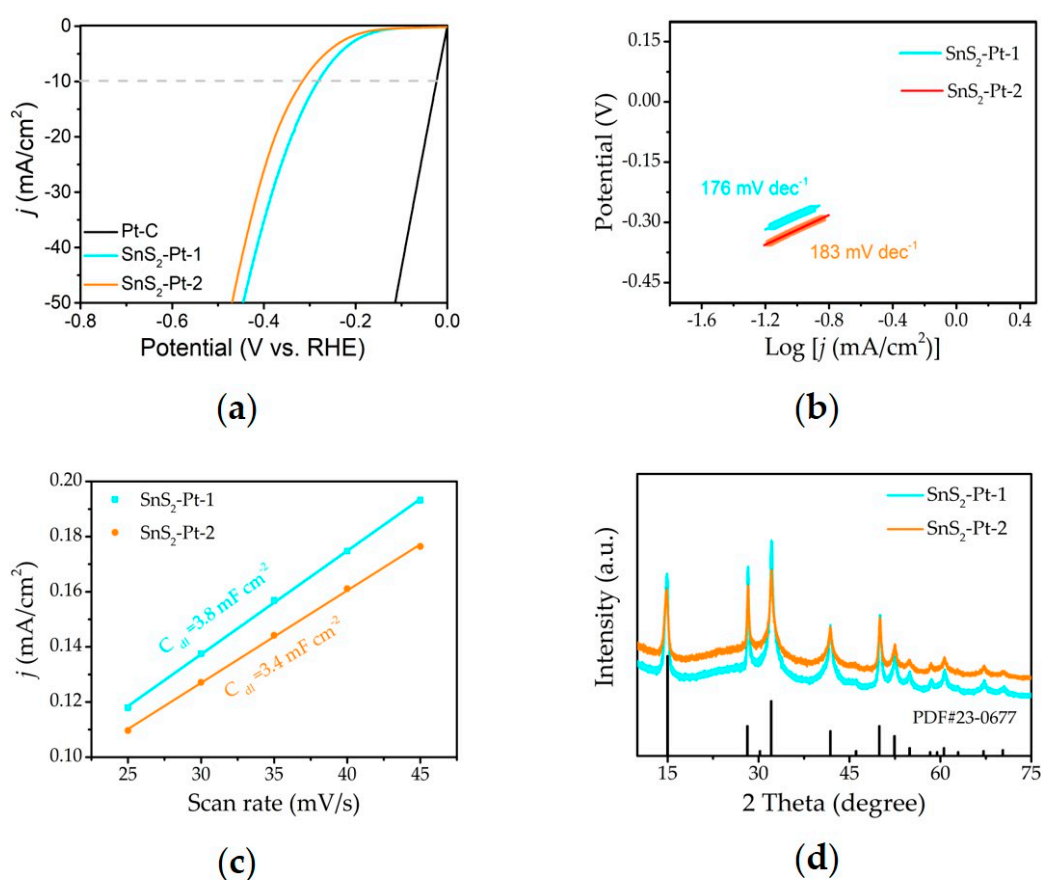 0
-10
-20
-30
-40
-50
j (mA/cm²)
Pt-C
SnS₂-Pt-1
SnS₂-Pt-2
-0.8 -0.6 -0.4 -0.2 0.0
Potential (V vs. RHE)
(a)
0.15
0.00
-0.15
-0.30
-0.45
Potential (V)
SnS₂-Pt-1
SnS₂-Pt-2
176 mV dec⁻¹
183 mV dec⁻¹
-1.6 -1.2 -0.8 -0.4 0.0 0.4
Log [j (mA/cm²)]
(b)
0.20
0.18
0.16
0.14
0.12
0.10
j (mA/cm²)
SnS₂-Pt-1
SnS₂-Pt-2
C dl =3.8 mF cm⁻²
C dl =3.4 mF cm⁻²
25 30 35 40 45
Scan rate (mV/s)
(c)
Intensity (a.u.)
SnS₂-Pt-1
SnS₂-Pt-2
PDF#23-0677
15 30 45 60 75
2 Theta (degree)
(d)